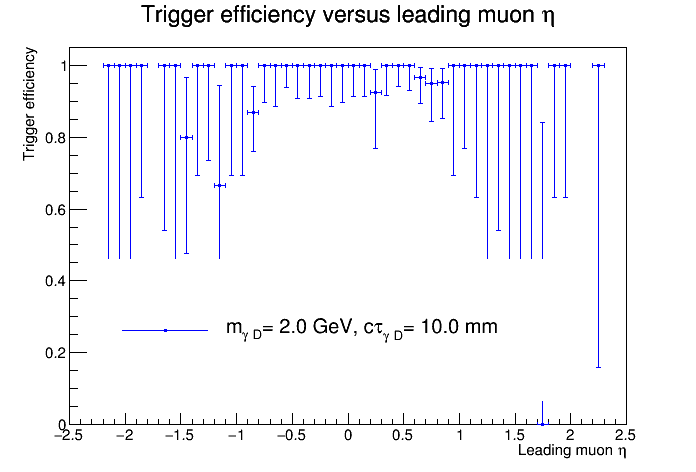 Trigger efficiency versus leading muon η
Trigger efficiency
1
0.8
0.6
0.4
0.2
0
m_γ D= 2.0 GeV, cτ_γ D= 10.0 mm
−2.5 −2 −1.5 −1 −0.5 0 0.5 1 1.5 2 2.5
Leading muon η